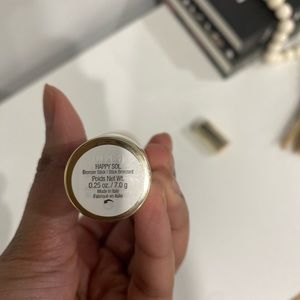 HAPPY SOL
Bronzer Stick / Stick Bronzant
Poids Net Wt.
0.25 oz. / 7.0 g
Made in Italy
Fabriqué en Italie